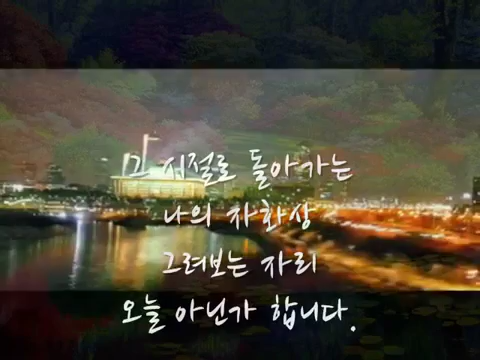 그 시절로 돌아가는
나의 자화상
그려보는 자리
오늘 아닌가 합니다.